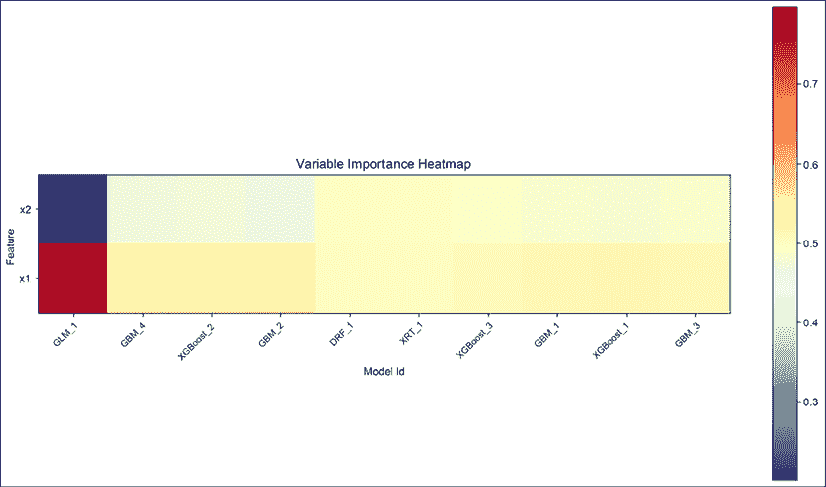 Variable Importance Heatmap
0.7
0.6
0.5
0.4
0.3
Feature
x2
x1
GLM_1
GBM_4
XGBoost_2
GBM_2
DRF_1
XRT_1
XGBoost_3
GBM_1
XGBoost_1
GBM_3
Model Id